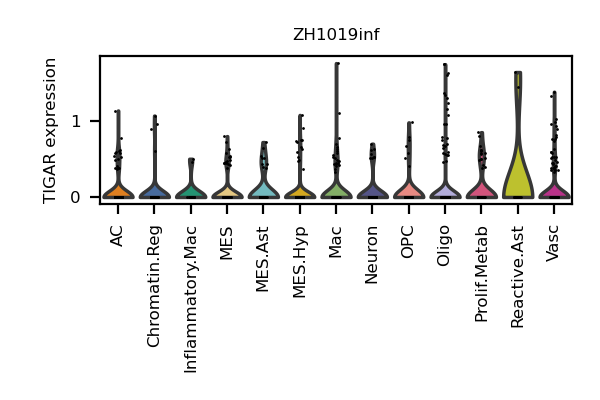 ZH1019inf
TIGAR expression
1
0
AC
Chromatin.Reg
Inflammatory.Mac
MES
MES.Ast
MES.Hyp
Mac
Neuron
OPC
Oligo
Prolif.Metab
Reactive.Ast
Vasc